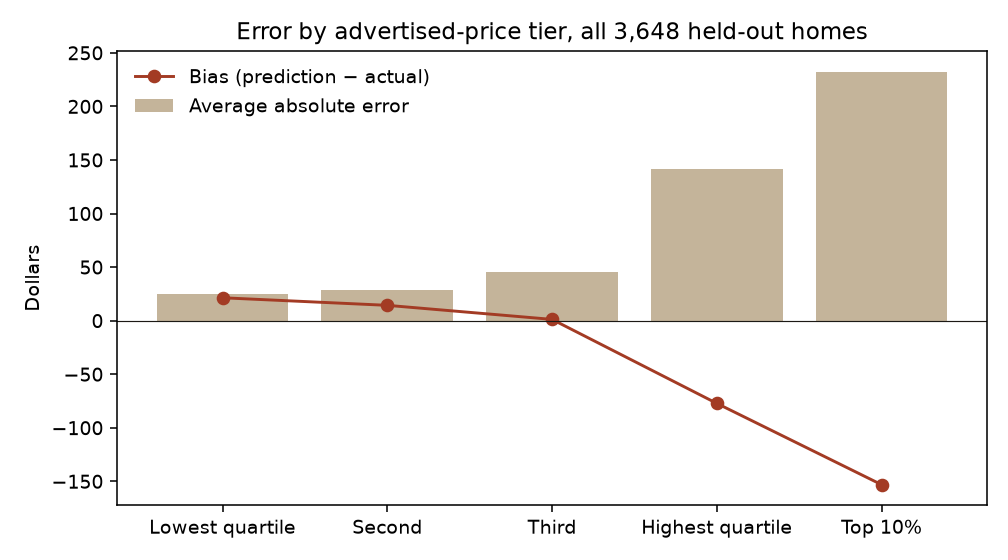 Error by advertised-price tier, all 3,648 held-out homes
Bias (prediction − actual)
Average absolute error
Dollars
250
200
150
100
50
0
−50
−100
−150
Lowest quartile
Second
Third
Highest quartile
Top 10%